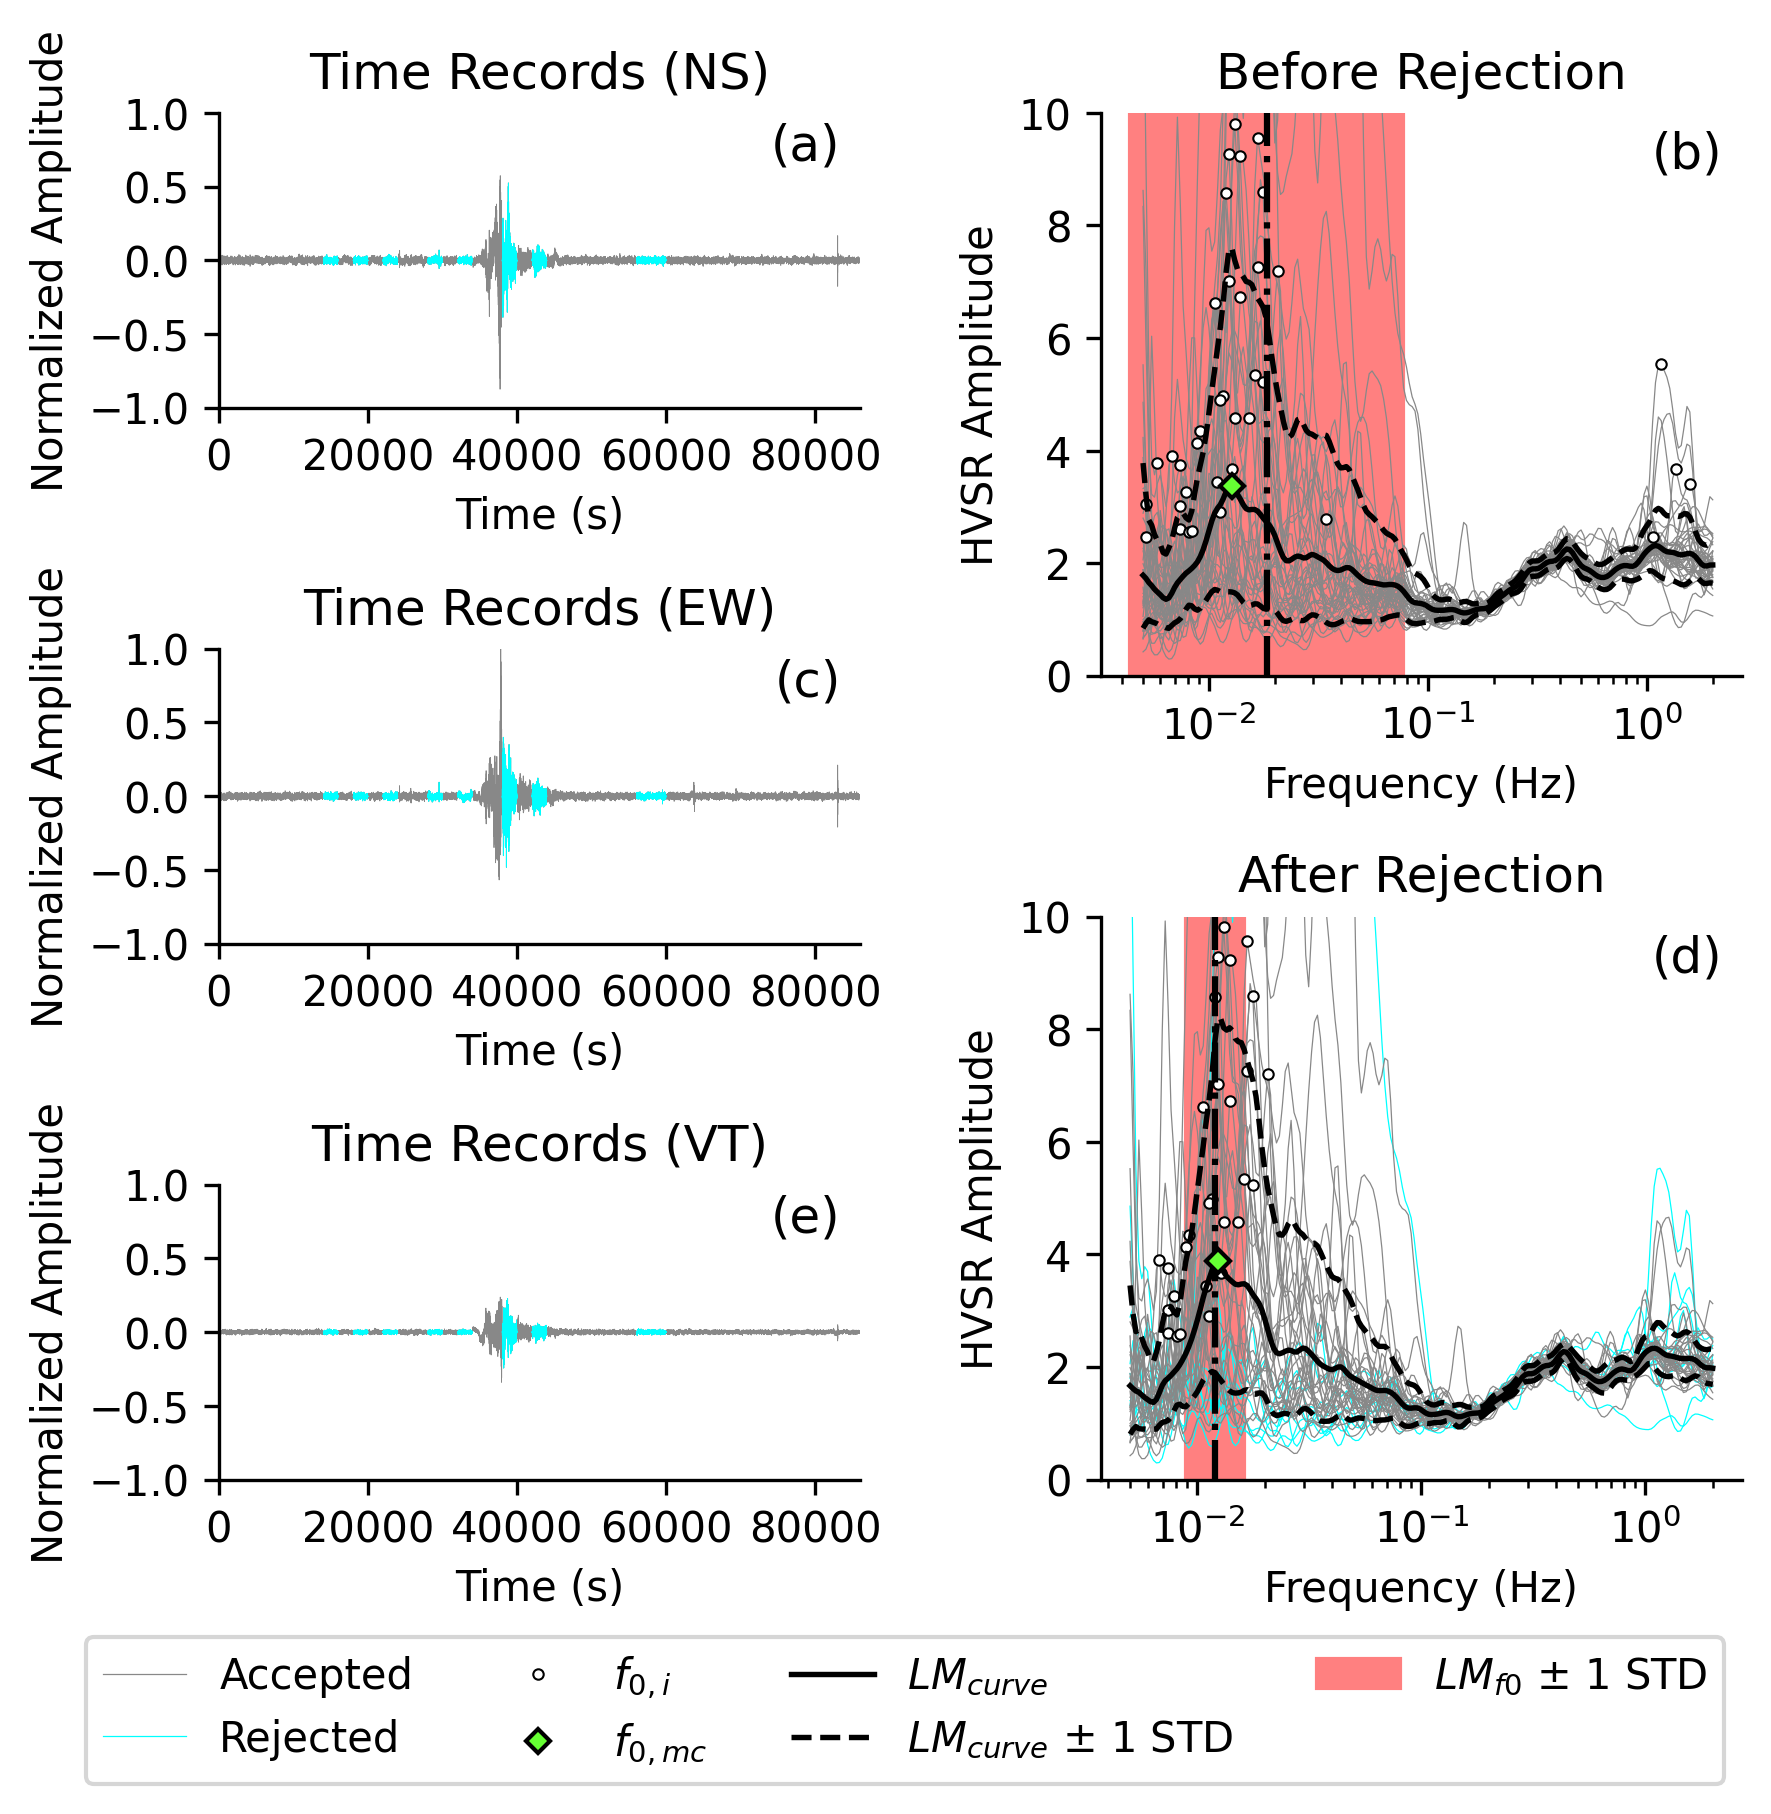 Time Records (NS)
(a)
Normalized Amplitude
1.0
0.5
0.0
−0.5
−1.0
0 20000 40000 60000 80000
Time (s)
Before Rejection
(b)
HVSR Amplitude
10
8
6
4
2
0
10⁻² 10⁻¹ 10⁰
Frequency (Hz)
Time Records (EW)
(c)
Normalized Amplitude
1.0
0.5
0.0
−0.5
−1.0
0 20000 40000 60000 80000
Time (s)
After Rejection
(d)
HVSR Amplitude
10
8
6
4
2
0
10⁻² 10⁻¹ 10⁰
Frequency (Hz)
Time Records (VT)
(e)
Normalized Amplitude
1.0
0.5
0.0
−0.5
−1.0
0 20000 40000 60000 80000
Time (s)
Accepted
Rejected
f0,i
f0,mc
LMcurve
LMcurve ± 1 STD
LMf0 ± 1 STD